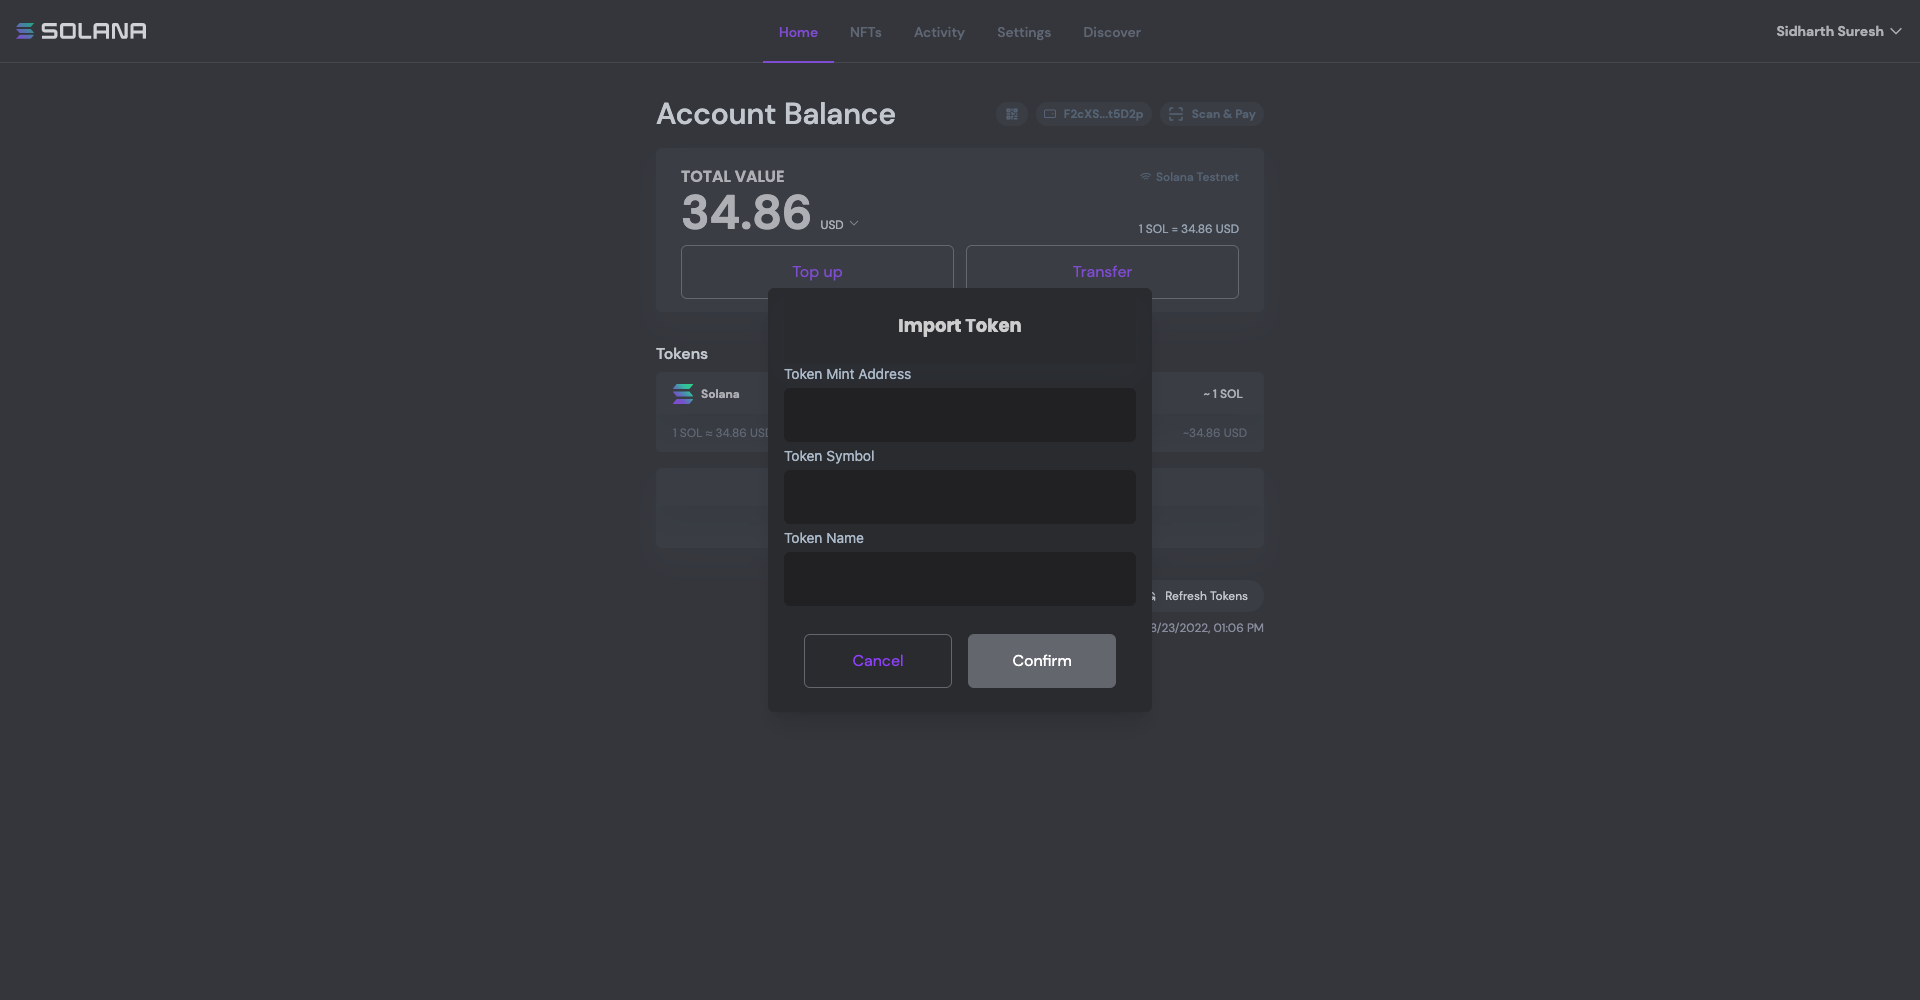 SOLANA
Home
NFTs
Activity
Settings
Discover
Sidharth Suresh
Account Balance
F2cXS...t5D2p
Scan & Pay
TOTAL VALUE
Solana Testnet
34.86 USD
1 SOL = 34.86 USD
Top up
Transfer
Import Token
Tokens
Token Mint Address
Solana
~ 1 SOL
1 SOL ≈ 34.86 USD
~34.86 USD
Token Symbol
Token Name
Refresh Tokens
8/23/2022, 01:06 PM
Cancel
Confirm